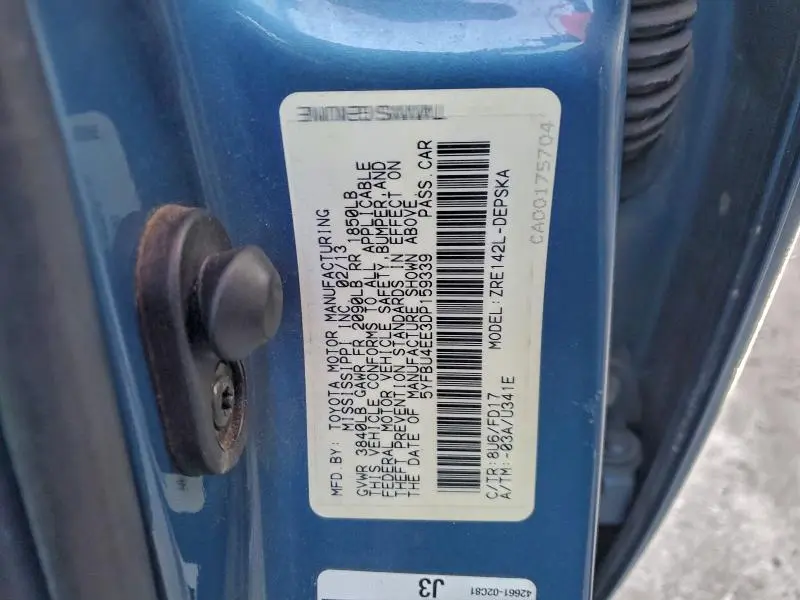 MFD.BY: TOYOTA MOTOR MANUFACTURING
MISSISSIPPI INC 02/13
GVWR 3840LB GAWR FR 2090LB RR 1850LB
THIS VEHICLE CONFORMS TO ALL APPLICABLE
FEDERAL MOTOR VEHICLE SAFETY, BUMPER, AND
THEFT PREVENTION STANDARDS IN EFFECT ON
THE DATE OF MANUFACTURE SHOWN ABOVE.
5YFBU4EE3DP159339 PASS.CAR
C/TR:8U6/FD17 MODEL:ZRE142L-DEPSKA
A/TM:-03A/U341E
CA00175704
42661-02C81
J3